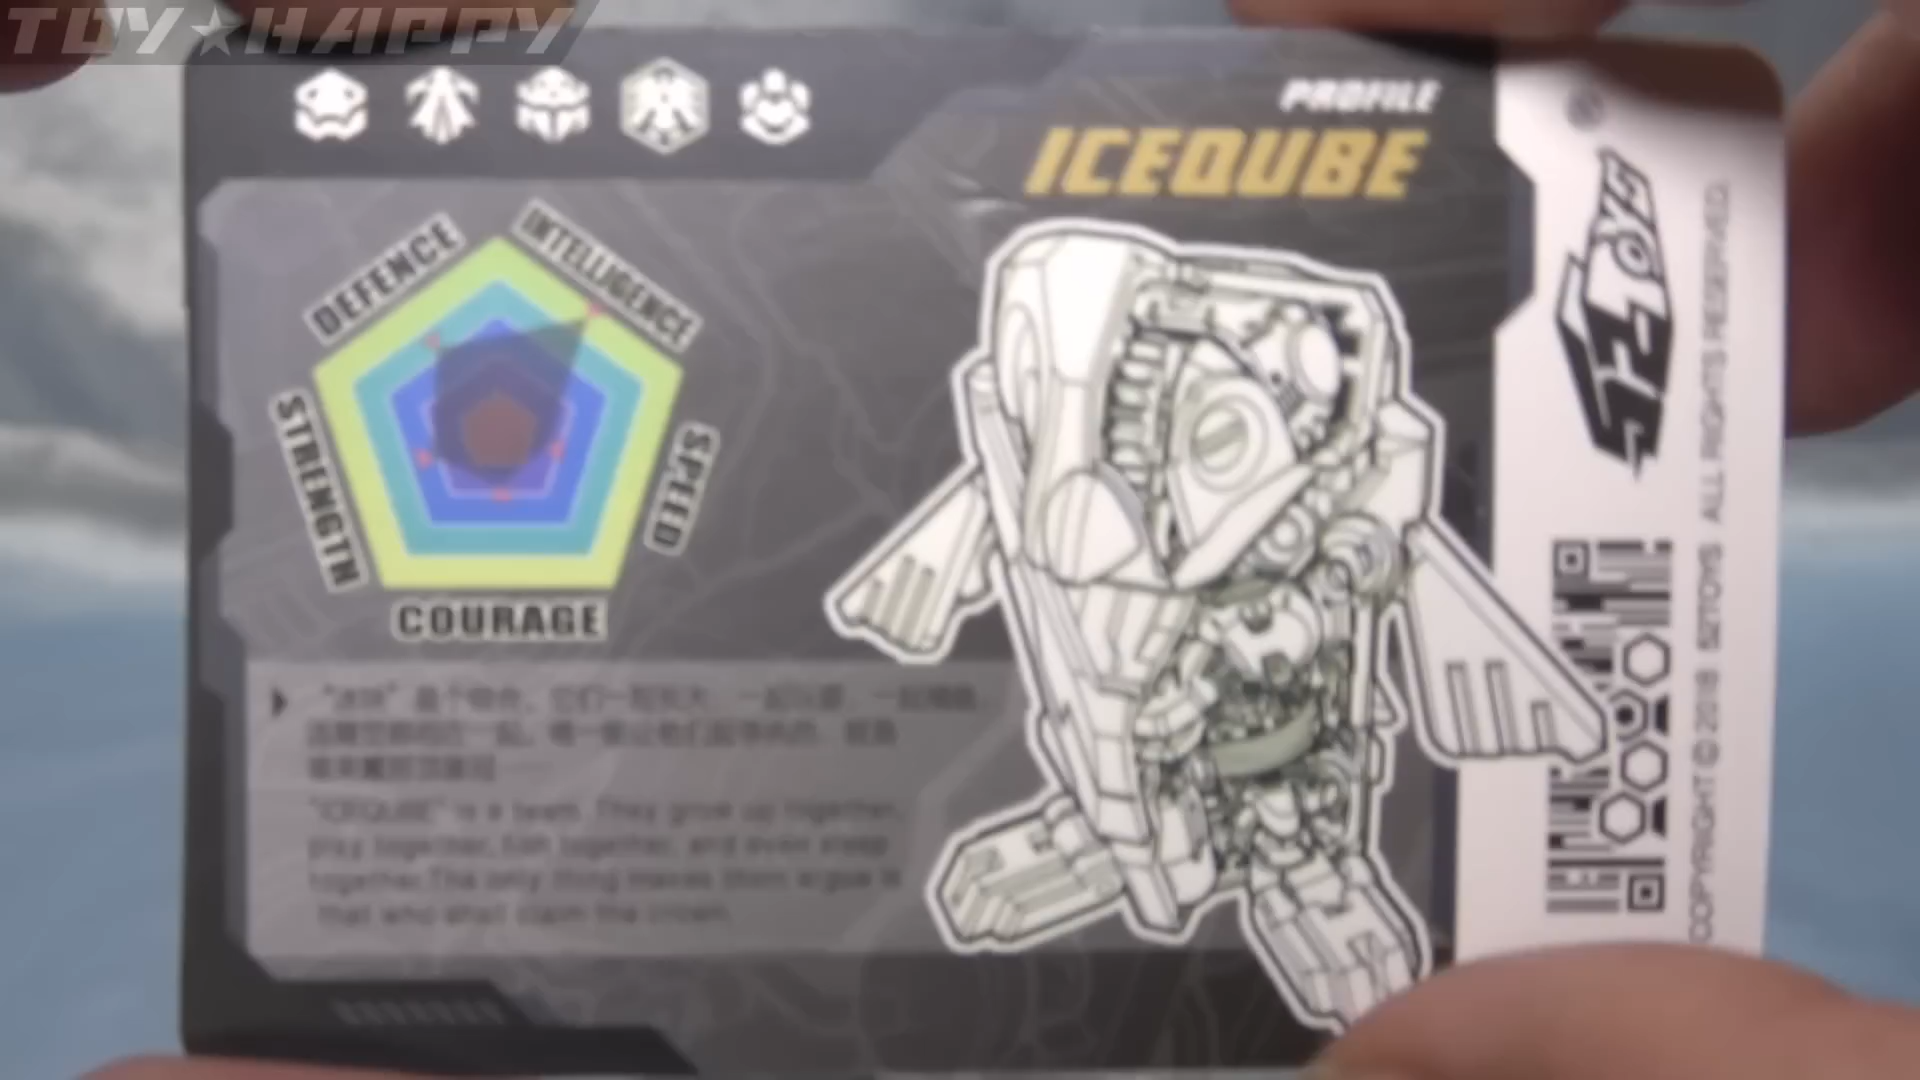 TOY★HAPPY
PROFILE
ICEQUBE
DEFENCE
INTELLIGENCE
STRENGTH
SPEED
COURAGE
"ICEQUBE" is a team. They grow up together,
play together, fish together, and even sleep
together. The only thing makes them argue is
that who shall claim the crown.
52TOYS
COPYRIGHT © 2018 52TOYS ALL RIGHTS RESERVED.